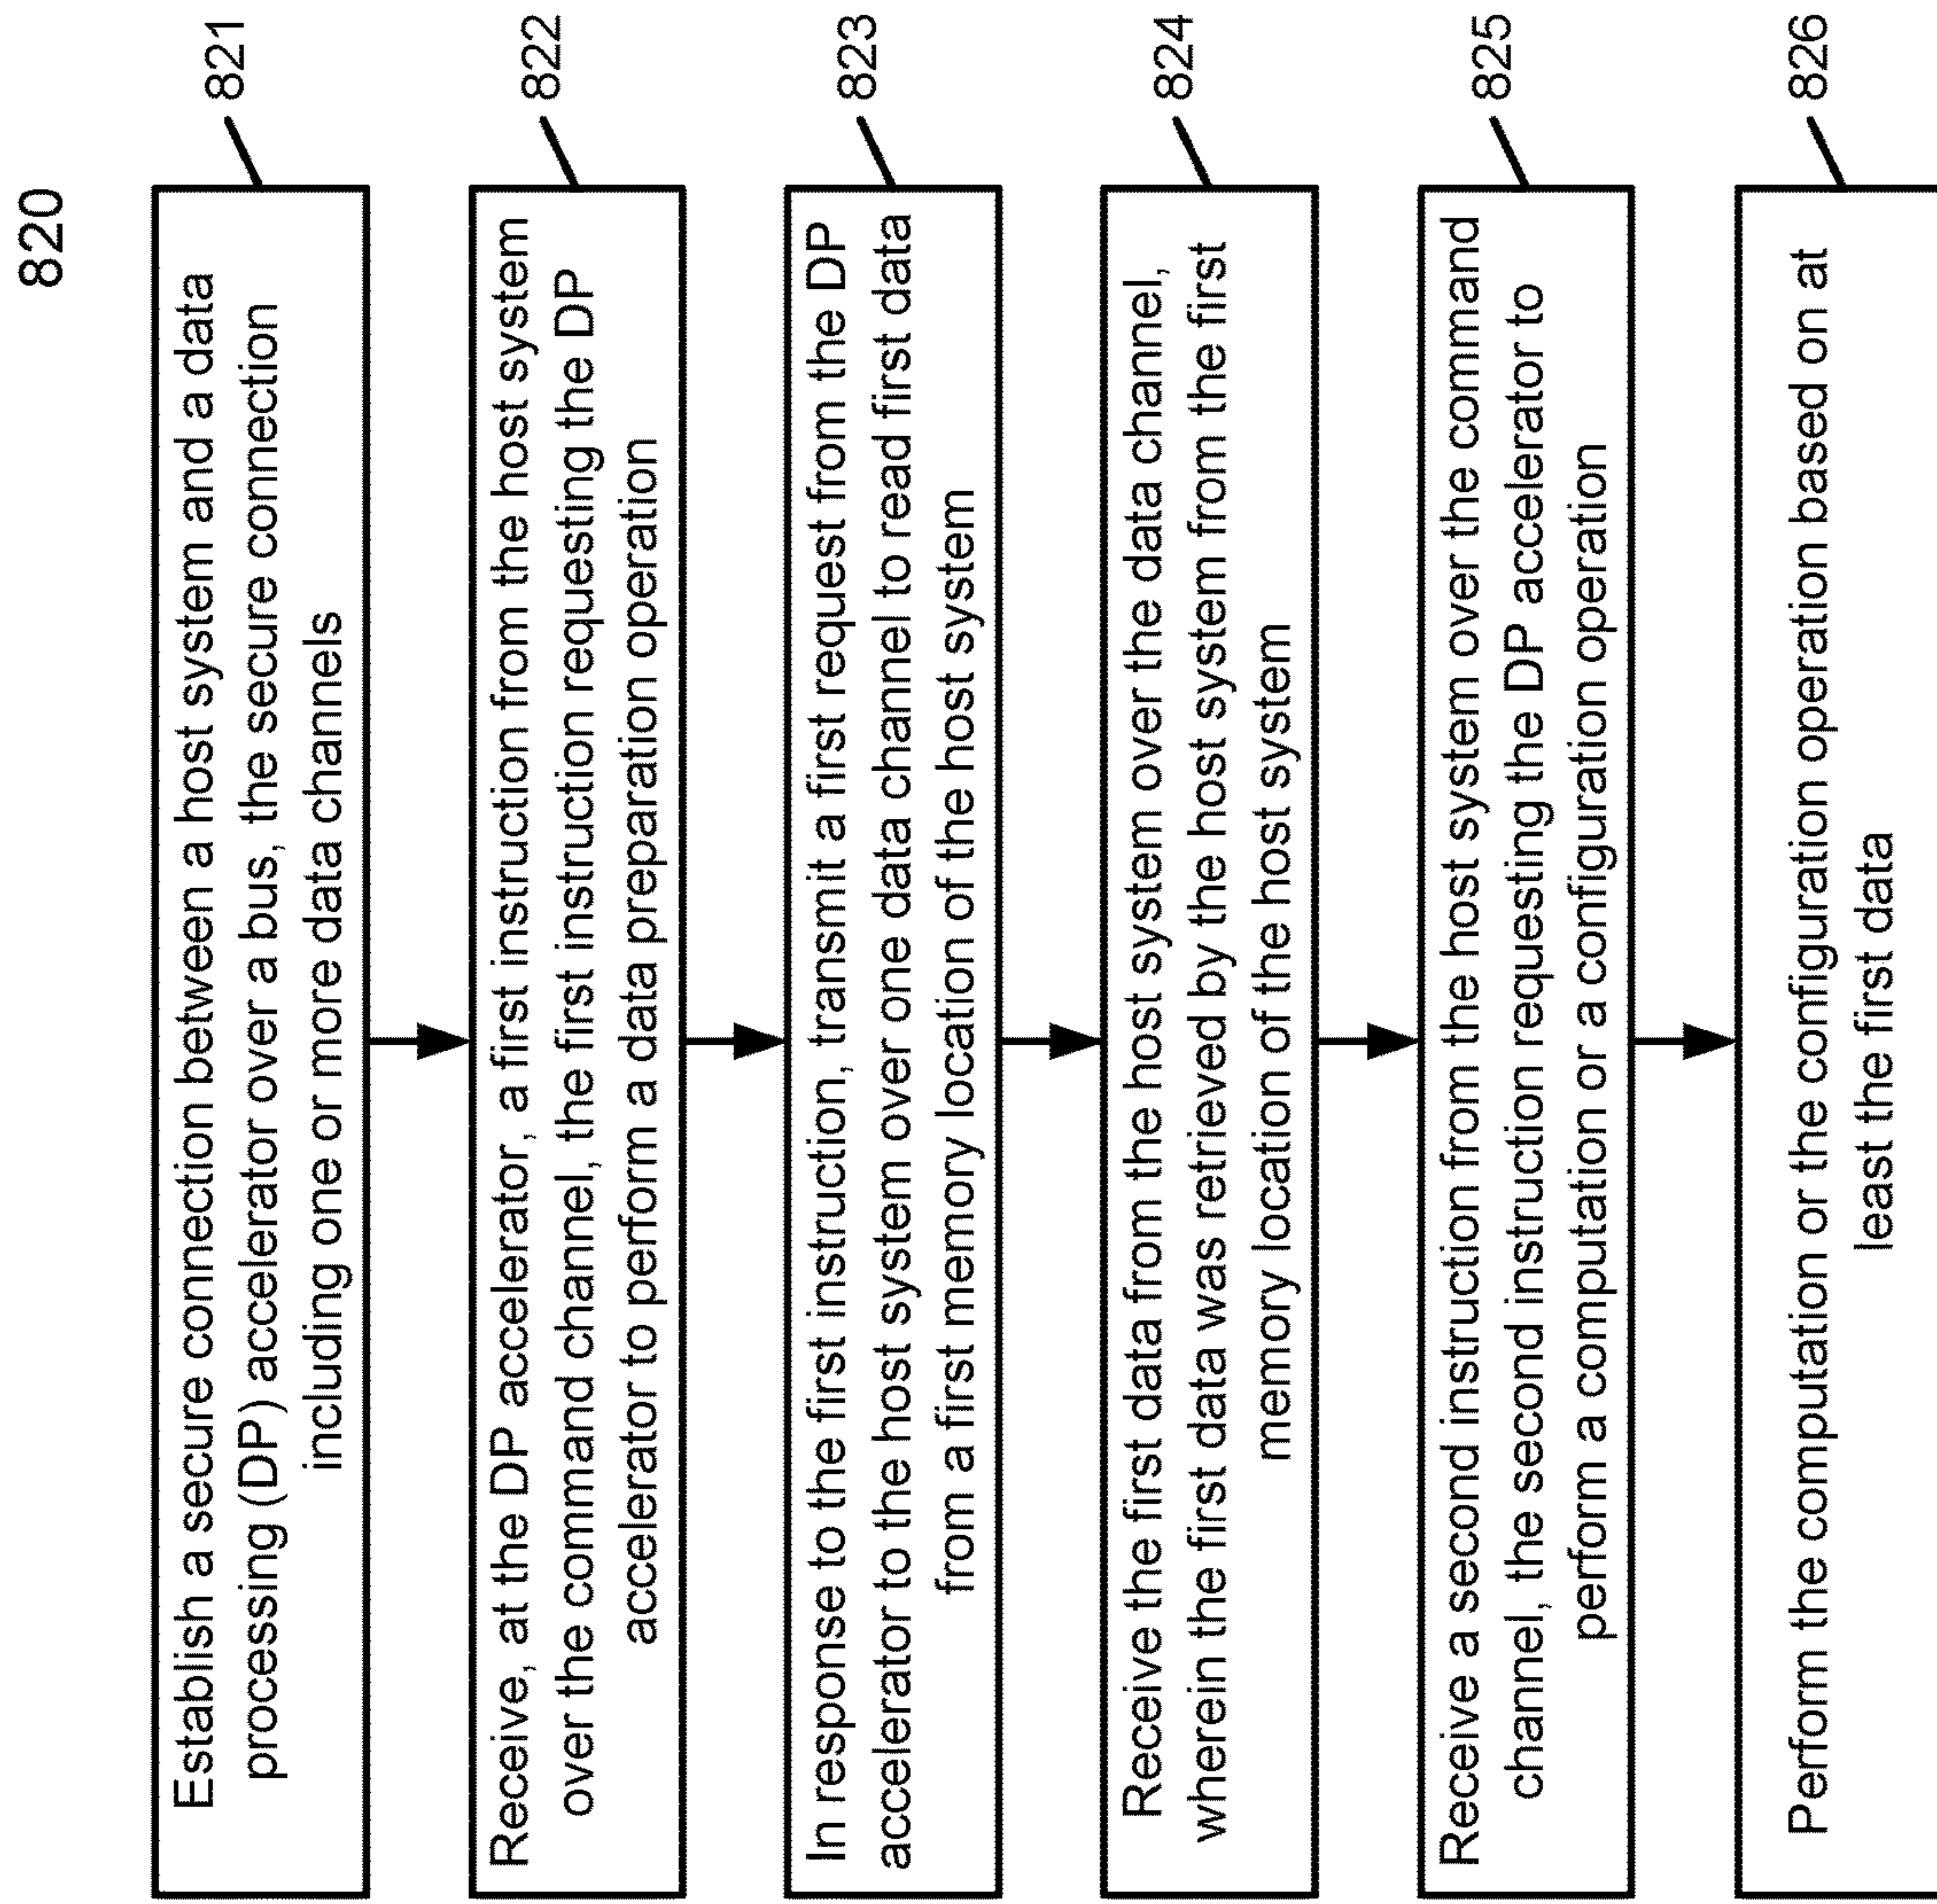 820
Establish a secure connection between a host system and a data
processing (DP) accelerator over a bus, the secure connection
including one or more data channels
821
Receive, at the DP accelerator, a first instruction from the host system
over the command channel, the first instruction requesting the DP
accelerator to perform a data preparation operation
822
In response to the first instruction, transmit a first request from the DP
accelerator to the host system over one data channel to read first data
from a first memory location of the host system
823
Receive the first data from the host system over the data channel,
wherein the first data was retrieved by the host system from the first
memory location of the host system
824
Receive a second instruction from the host system over the command
channel, the second instruction requesting the DP accelerator to
perform a computation or a configuration operation
825
Perform the computation or the configuration operation based on at
least the first data
826